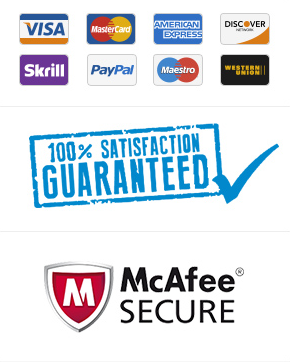 VISA
MasterCard
AMERICAN
EXPRESS
DISCOVER
NETWORK
Skrill
PayPal
Maestro
WESTERN
UNION
100% SATISFACTION
GUARANTEED
M
McAfee®
SECURE